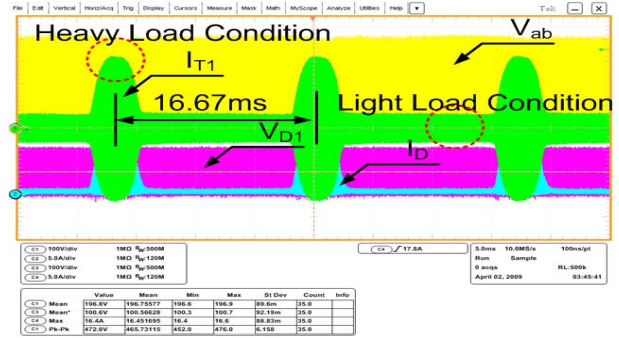 File Edit Vertical Horiz/Acq Trig Display Cursors Measure Mask Math MyScope Analyze Utilities Help Tek
Heavy Load Condition
Vab
IT1
16.67ms
Light Load Condition
VD1
ID
C1 100V/div 1MΩ BW:500M
C2 5.0A/div 1MΩ BW:120M
C3 100V/div 1MΩ BW:500M
C4 5.0A/div 1MΩ BW:120M
C4 17.8A
5.0ms 10.0MS/s 100ns/pt
Run Sample
0 acqs RL:500k
April 02, 2009 03:45:41
Value Mean Min Max St Dev Count Info
C1 Mean 196.8V 196.75577 196.6 196.9 89.6m 35.0
C3 Mean* 100.6V 100.56628 100.3 100.7 92.19m 35.0
C4 Max 16.4A 16.451695 16.4 16.6 88.83m 35.0
C1 Pk-Pk 472.0V 465.73115 452.0 476.0 6.158 35.0